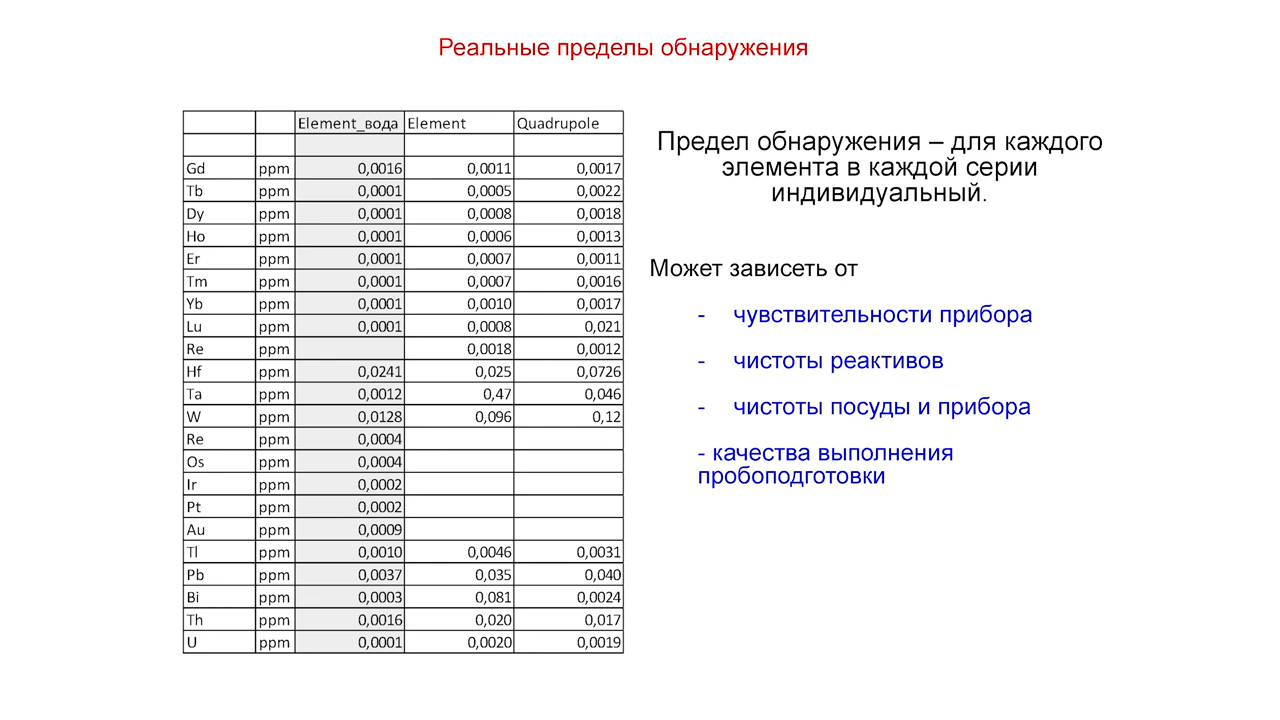 Реальные пределы обнаружения
Element_вода Element Quadrupole
Gd ppm 0,0016 0,0011 0,0017
Tb ppm 0,0001 0,0005 0,0022
Dy ppm 0,0001 0,0008 0,0018
Ho ppm 0,0001 0,0006 0,0013
Er ppm 0,0001 0,0007 0,0011
Tm ppm 0,0001 0,0007 0,0016
Yb ppm 0,0001 0,0010 0,0017
Lu ppm 0,0001 0,0008 0,021
Re ppm 0,0018 0,0012
Hf ppm 0,0241 0,025 0,0726
Ta ppm 0,0012 0,47 0,046
W ppm 0,0128 0,096 0,12
Re ppm 0,0004
Os ppm 0,0004
Ir ppm 0,0002
Pt ppm 0,0002
Au ppm 0,0009
Tl ppm 0,0010 0,0046 0,0031
Pb ppm 0,0037 0,035 0,040
Bi ppm 0,0003 0,081 0,0024
Th ppm 0,0016 0,020 0,017
U ppm 0,0001 0,0020 0,0019
Предел обнаружения – для каждого
элемента в каждой серии
индивидуальный.
Может зависеть от
- чувствительности прибора
- чистоты реактивов
- чистоты посуды и прибора
- качества выполнения
пробоподготовки